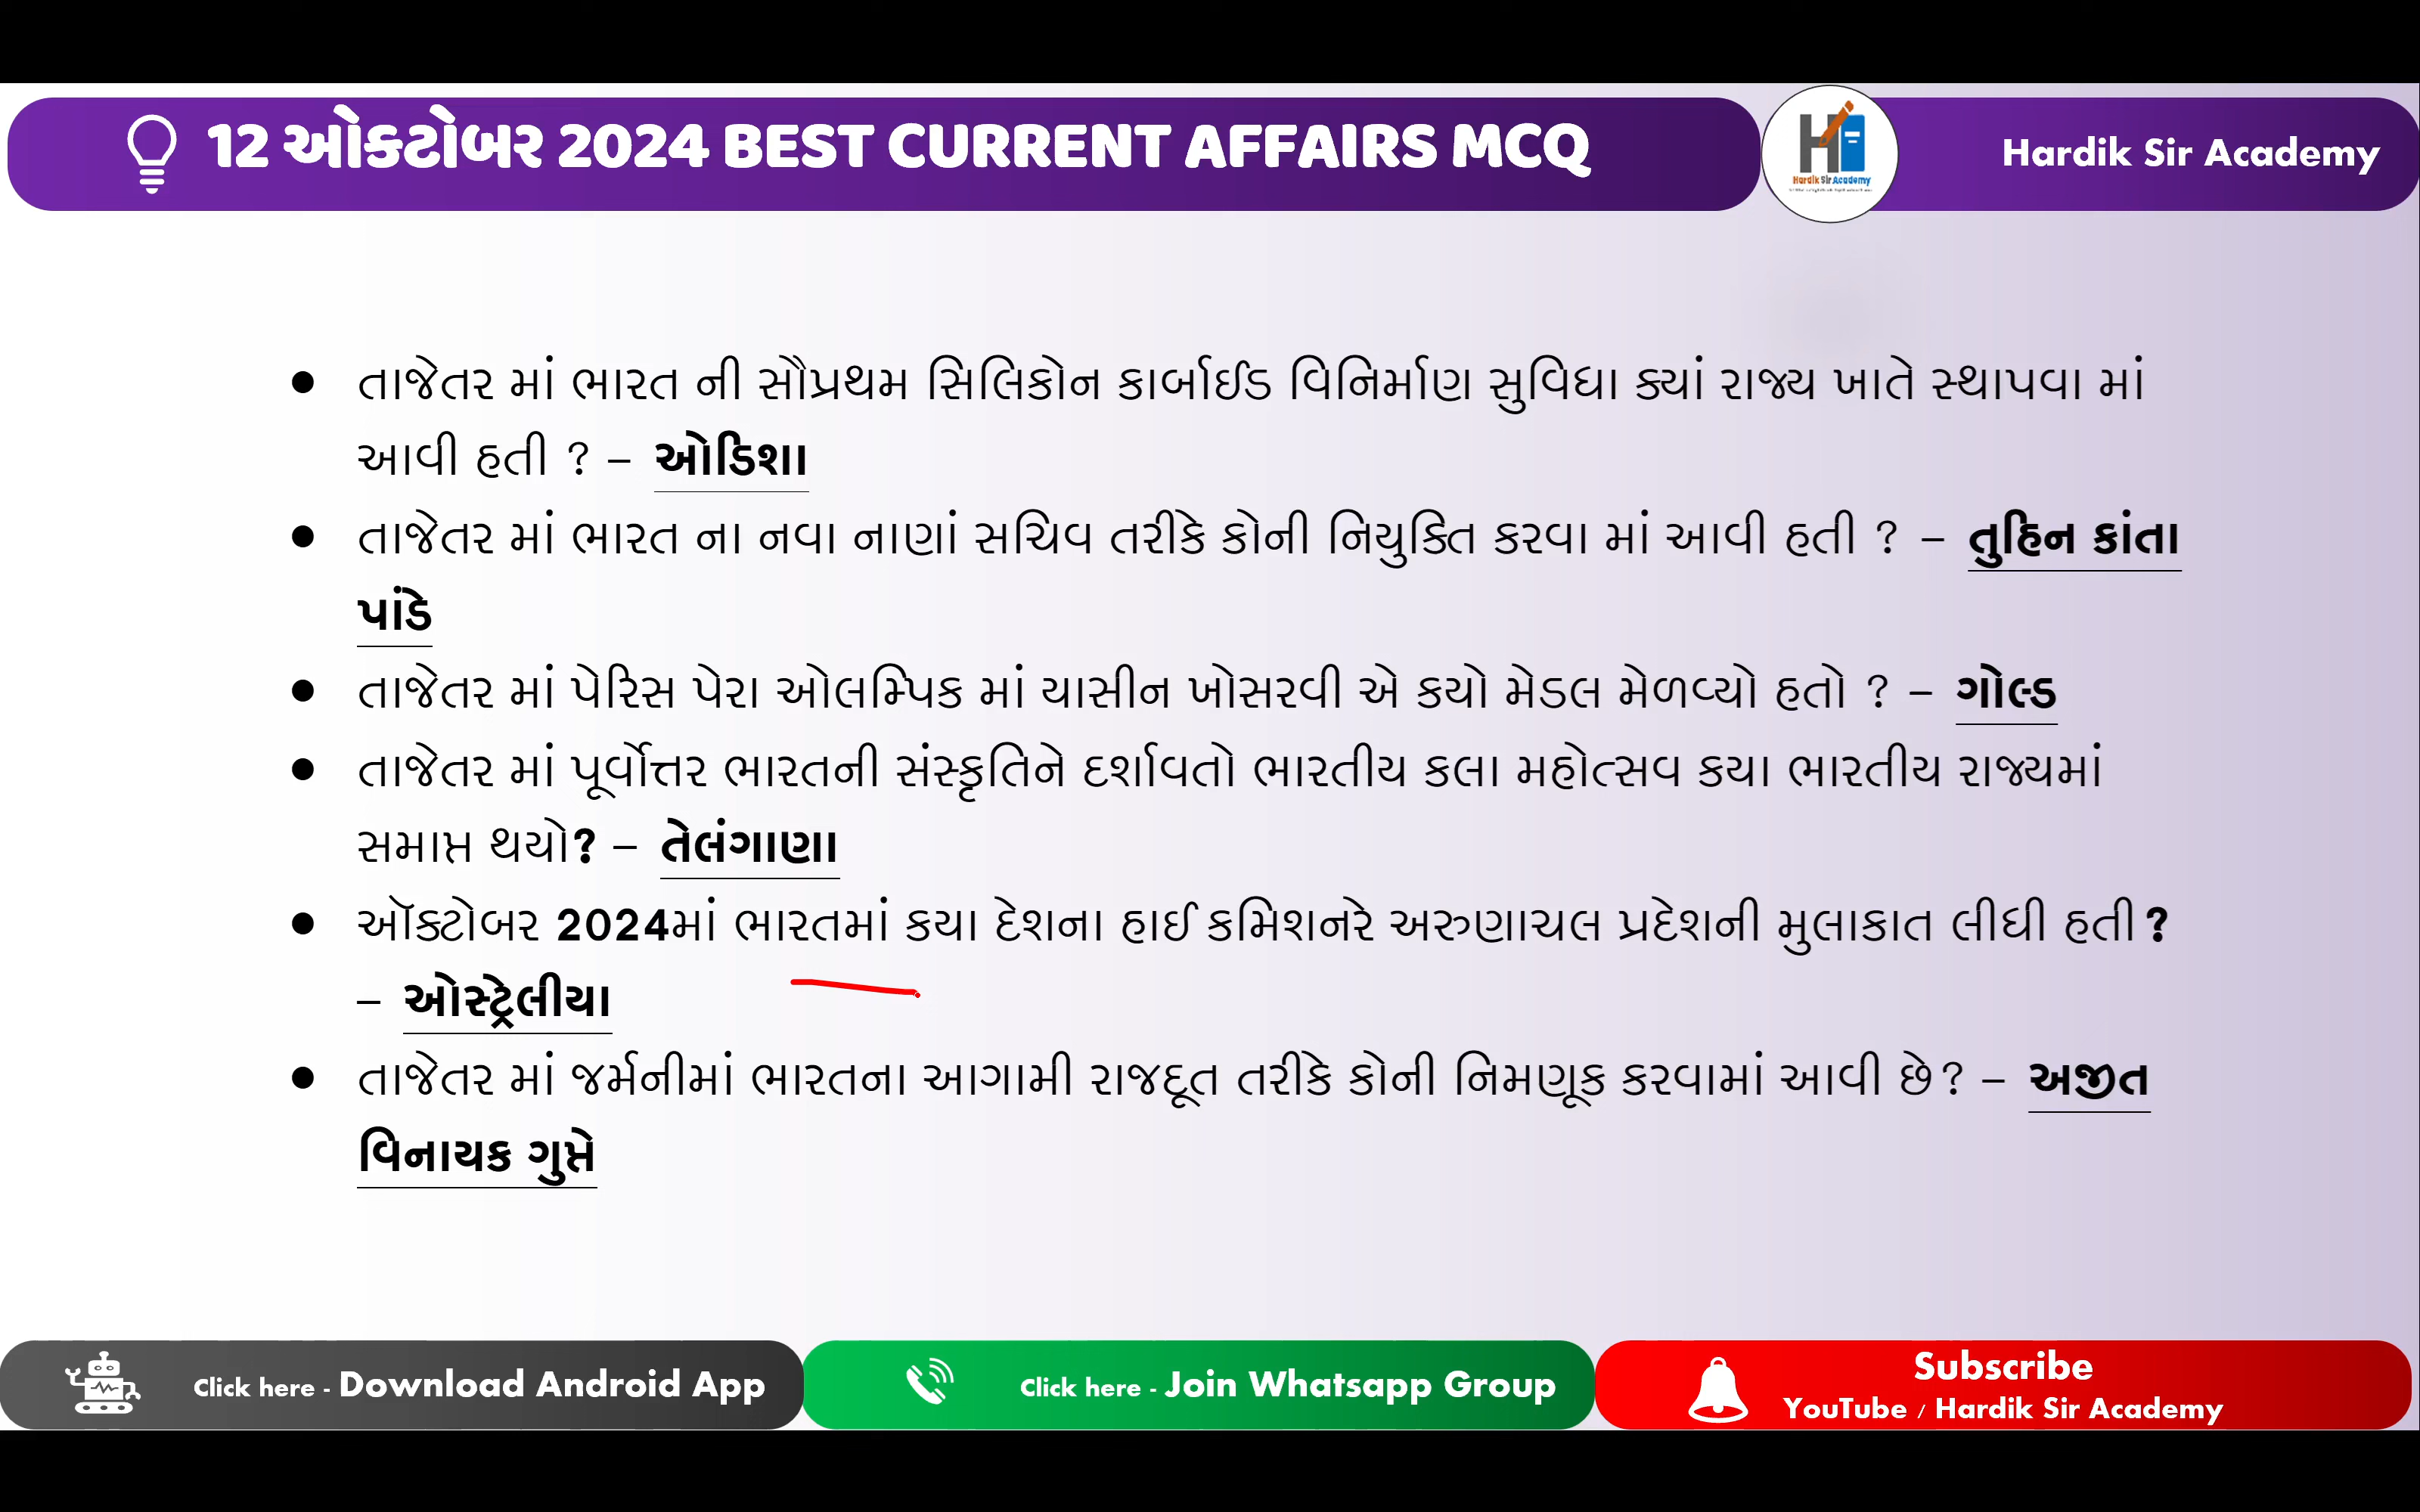 12 ઓકટોબર 2024 BEST CURRENT AFFAIRS MCQ
Hardik Sir Academy
Hardik Sir Academy
• તાજેતર માં ભારત ની સૌપ્રથમ સિલિકોન કાર્બાઈડ વિનિર્માણ સુવિધા ક્યાં રાજ્ય ખાતે સ્થાપવા માં
આવી હતી ? – ઓડિશા
• તાજેતર માં ભારત ના નવા નાણાં સચિવ તરીકે કોની નિયુક્તિ કરવા માં આવી હતી ? – તુહિન કાંતા
પાંડે
• તાજેતર માં પેરિસ પેરા ઓલમ્પિક માં યાસીન ખોસરવી એ કયો મેડલ મેળવ્યો હતો ? – ગોલ્ડ
• તાજેતર માં પૂર્વોત્તર ભારતની સંસ્કૃતિને દર્શાવતો ભારતીય કલા મહોત્સવ કયા ભારતીય રાજ્યમાં
સમાપ્ત થયો? – તેલંગાણા
• ઑક્ટોબર 2024માં ભારતમાં કયા દેશના હાઈ કમિશનરે અરુણાચલ પ્રદેશની મુલાકાત લીધી હતી?
– ઓસ્ટ્રેલીયા
• તાજેતર માં જર્મનીમાં ભારતના આગામી રાજદૂત તરીકે કોની નિમણૂક કરવામાં આવી છે? – અજીત
વિનાયક ગુપ્તે
Click here - Download Android App
Click here - Join Whatsapp Group
Subscribe
YouTube / Hardik Sir Academy